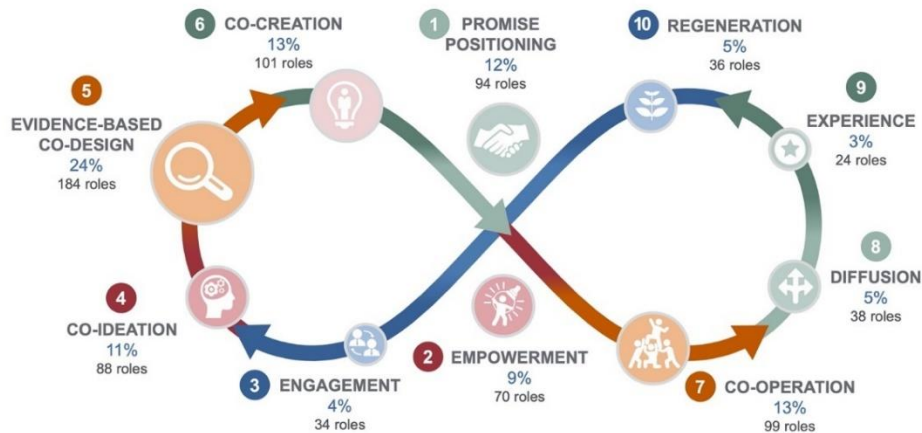 1
PROMISE
POSITIONING
12%
94 roles
2
EMPOWERMENT
9%
70 roles
3
ENGAGEMENT
4%
34 roles
4
CO-IDEATION
11%
88 roles
5
EVIDENCE-BASED
CO-DESIGN
24%
184 roles
6
CO-CREATION
13%
101 roles
7
CO-OPERATION
13%
99 roles
8
DIFFUSION
5%
38 roles
9
EXPERIENCE
3%
24 roles
10
REGENERATION
5%
36 roles